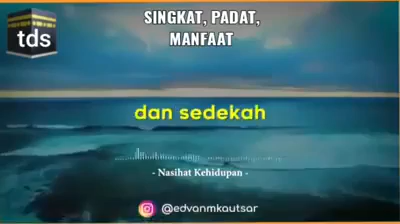 SINGKAT, PADAT,
MANFAAT
tds
dan sedekah
- Nasihat Kehidupan -
@edvanmkautsar